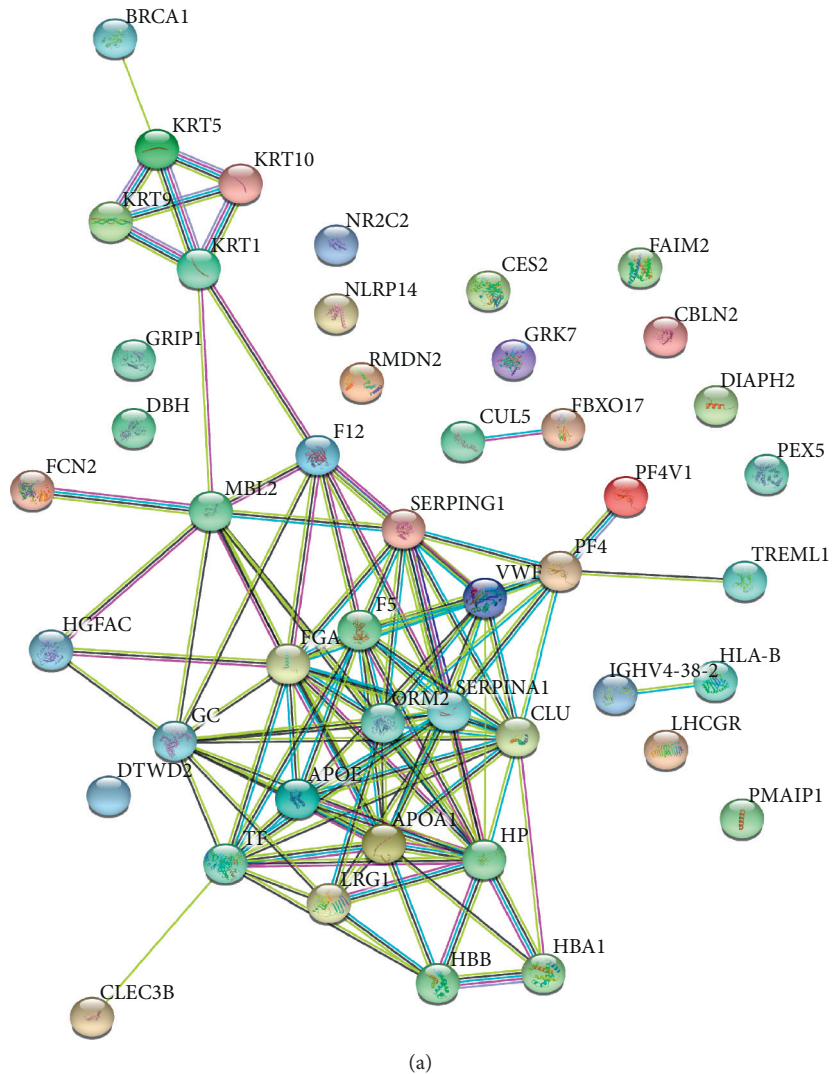 BRCA1
KRT5
KRT10
KRT9
KRT1
NR2C2
FAIM2
CES2
NLRP14
CBLN2
GRIP1
GRK7
RMDN2
DIAPH2
DBH
CUL5
FBXO17
F12
FCN2
MBL2
PEX5
PF4V1
SERPING1
PF4
TREML1
VWF
F5
HGFAC
FGA
IGHV4-38-2
HLA-B
ORM2
SERPINA1
GC
CLU
LHCGR
DTWD2
APOE
PMAIP1
APOA1
TF
HP
LRG1
HBB
HBA1
CLEC3B
(a)